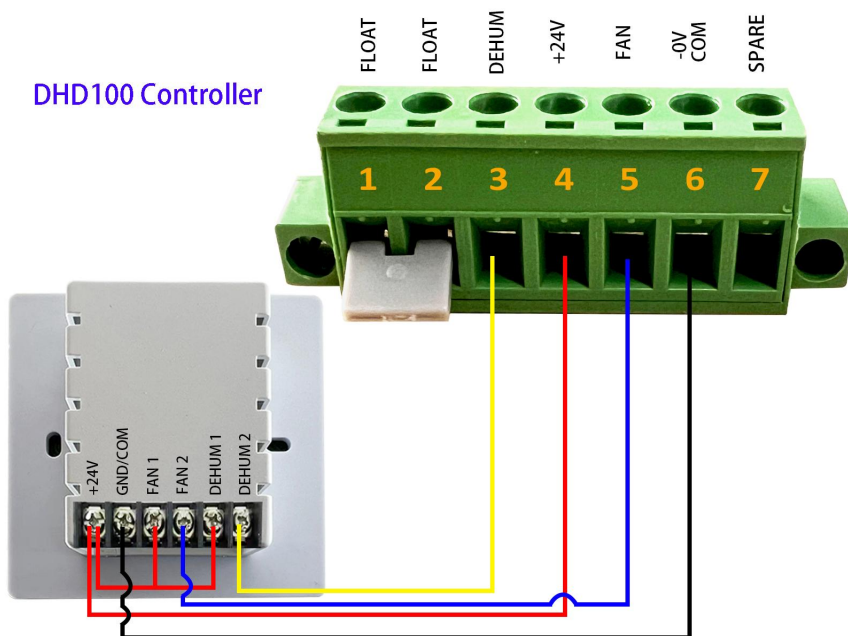 DHD100 Controller
FLOAT
FLOAT
DEHUM
+24V
FAN
-0V
COM
SPARE
1
2
3
4
5
6
7
+24V
GND/COM
FAN 1
FAN 2
DEHUM 1
DEHUM 2